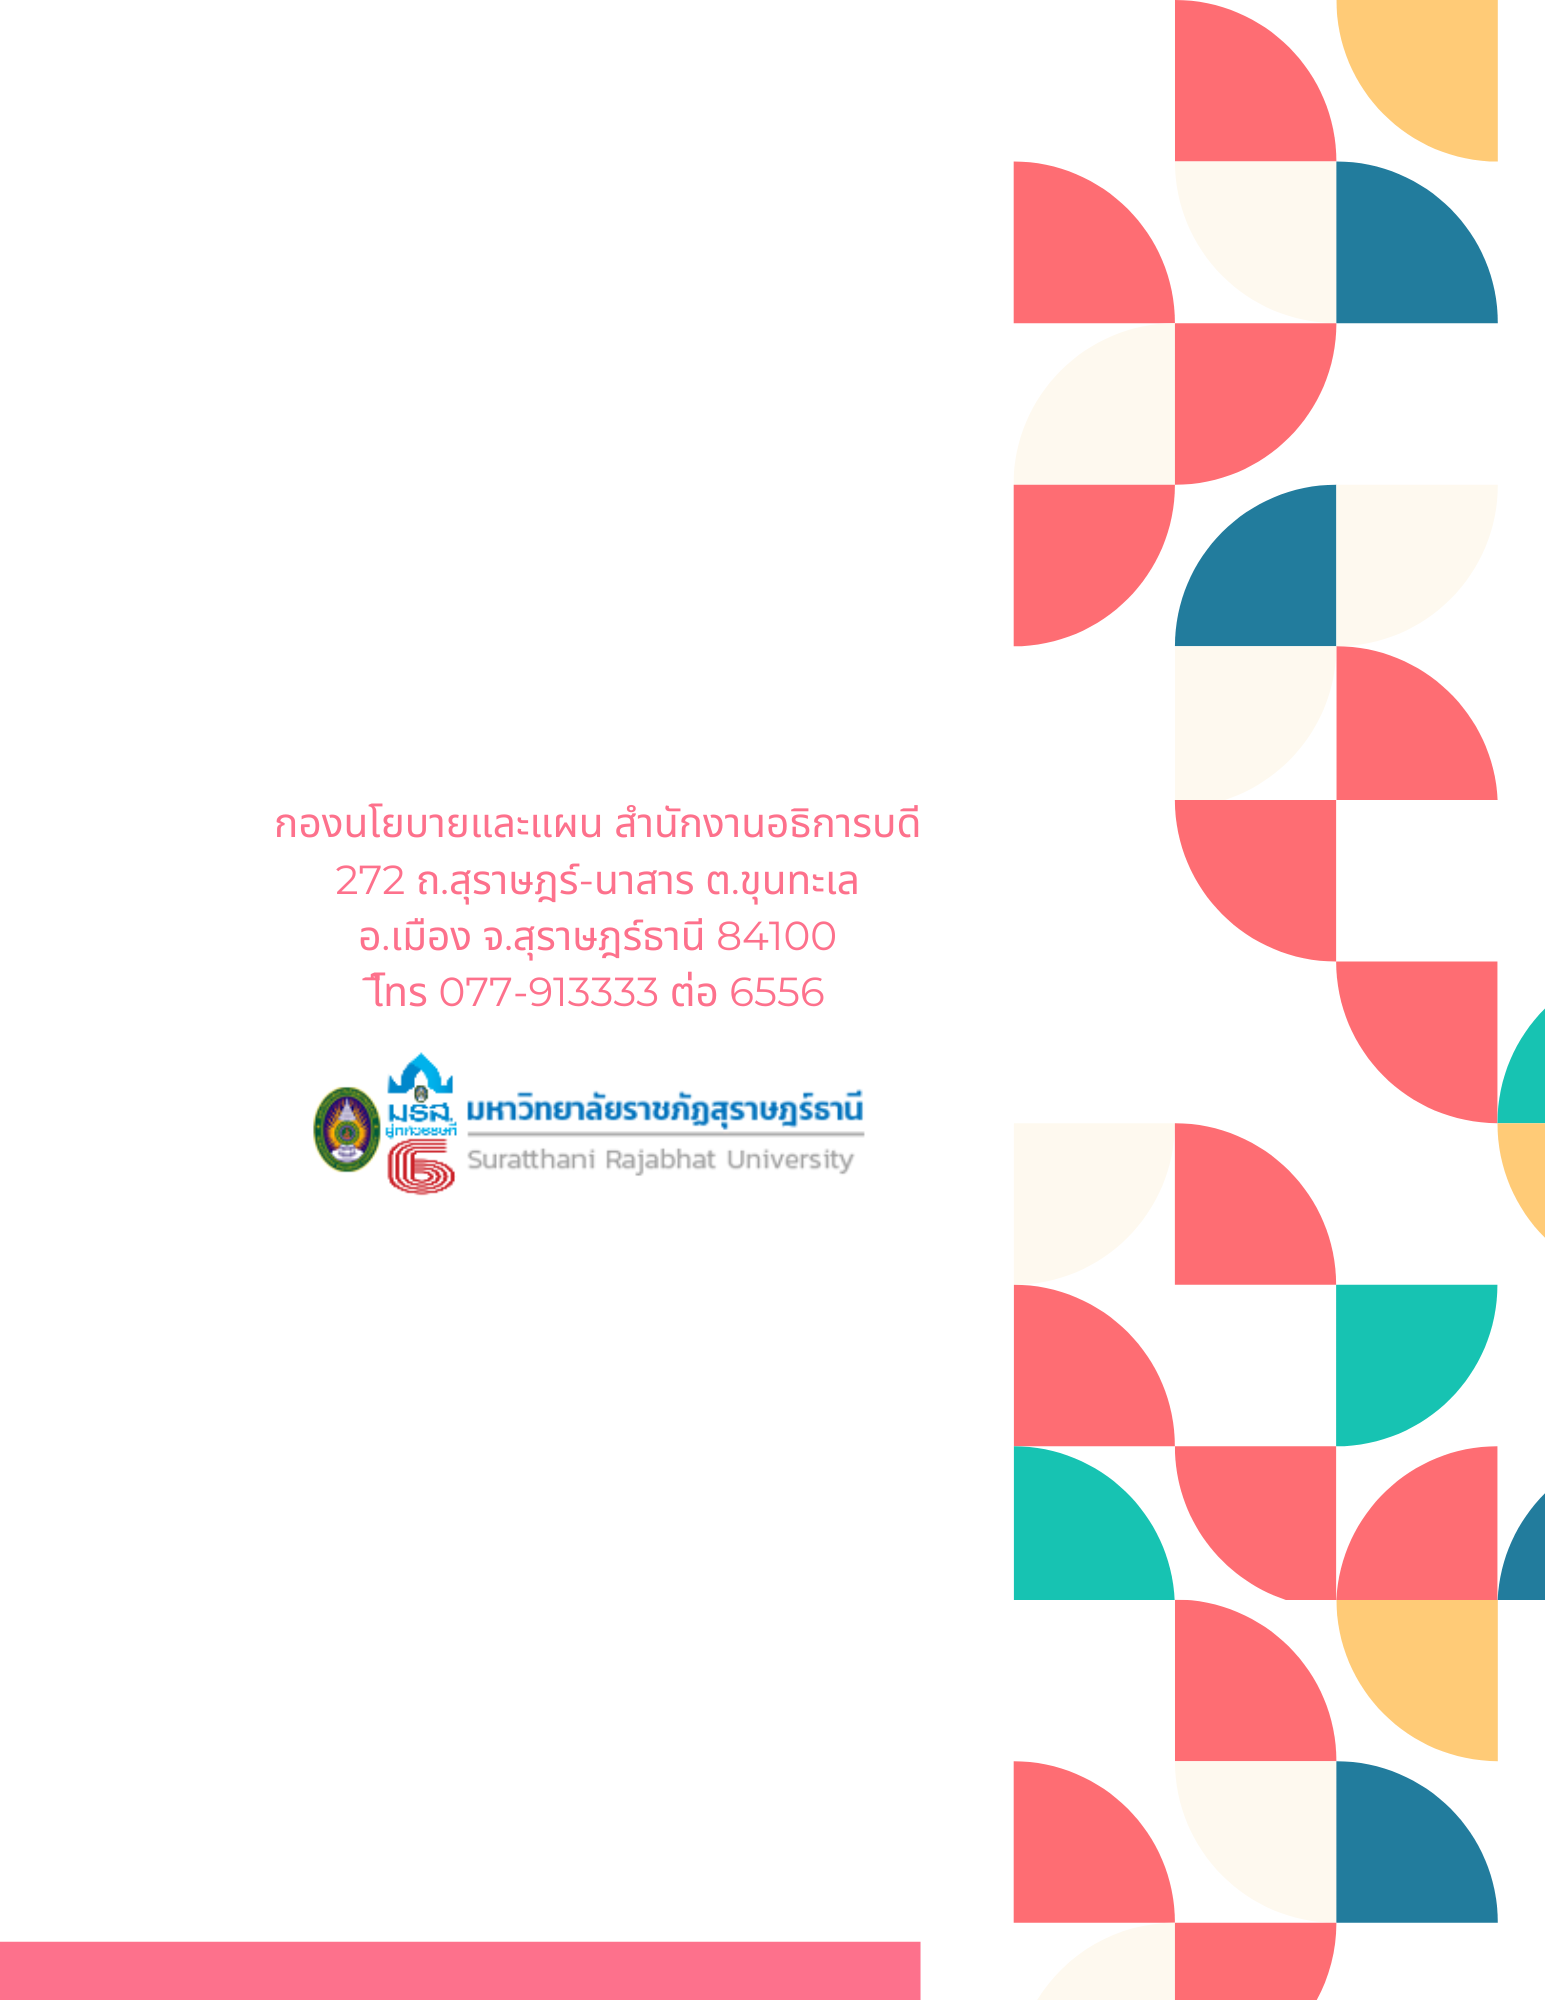 กองนโยบายและแผน สำนักงานอธิการบดี
272 ถ.สุราษฎร์-นาสาร ต.ขุนทะเล
อ.เมือง จ.สุราษฎร์ธานี 84100
โทร 077-913333 ต่อ 6556
มรส.
มหาวิทยาลัยราชภัฏสุราษฎร์ธานี
Suratthani Rajabhat University